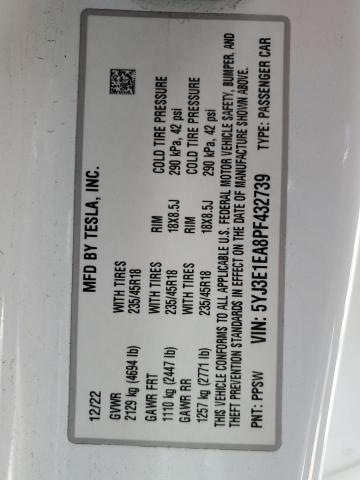 MFD BY TESLA, INC.
12/22
GVWR
2129 kg (4694 lb)
GAWR FRT WITH TIRES RIM COLD TIRE PRESSURE
1110 kg (2447 lb) 235/45R18 18X8.5J 290 kPa, 42 psi
GAWR RR WITH TIRES RIM COLD TIRE PRESSURE
1257 kg (2771 lb) 235/45R18 18X8.5J 290 kPa, 42 psi
THIS VEHICLE CONFORMS TO ALL APPLICABLE U.S. FEDERAL MOTOR VEHICLE SAFETY, BUMPER, AND
THEFT PREVENTION STANDARDS IN EFFECT ON THE DATE OF MANUFACTURE SHOWN ABOVE.
PNT: PPSW VIN: 5YJ3E1EA8PF432739 TYPE: PASSENGER CAR